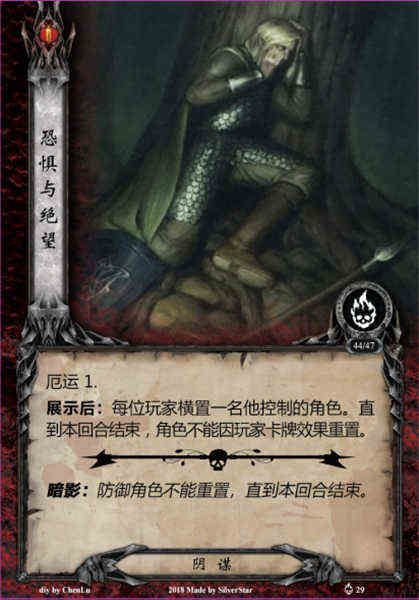 恐惧与绝望
44/47
厄运 1.
展示后：每位玩家横置一名他控制的角色。直
到本回合结束，角色不能因玩家卡牌效果重置。
暗影：防御角色不能重置，直到本回合结束。
阴谋
diy by ChenLu 2018 Made by SilverStar 29